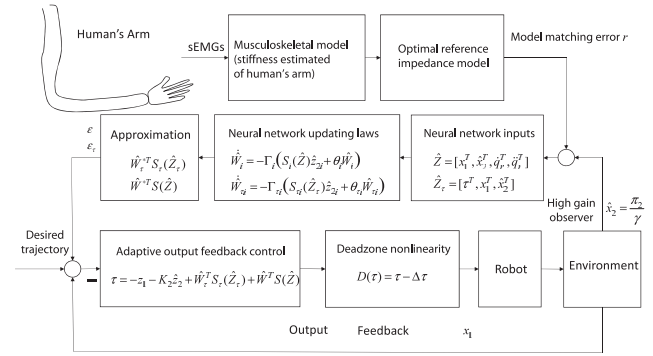 Human's Arm
sEMGs
Musculoskeletal model
(stiffness estimated
of human's arm)
Optimal reference
impedance model
Model matching error r
ε
ε_τ
Approximation
Ŵ_τ^{*T} S_τ(Ẑ_τ)
Ŵ^{*T} S(Ẑ)
Neural network updating laws
\dot{Ŵ}_i = −Γ_i(S_i(Ẑ)ẑ_{2i} + θ_iŴ_i)
\dot{Ŵ}_{τi} = −Γ_{τi}(S_{τi}(Ẑ_τ)ẑ_{2i} + θ_{τi}Ŵ_{τi})
Neural network inputs
Ẑ = [x_1^T, x̂_2^T, q̇_r^T, q̈_r^T]
Ẑ_τ = [τ^T, x_1^T, x̂_2^T]
High gain
observer
x̂_2 = π_2/γ
Desired
trajectory
−
Adaptive output feedback control
τ = −z_1 − K_2ẑ_2 + Ŵ_τ^T S_τ(Ẑ_τ) + Ŵ^T S(Ẑ)
Deadzone nonlinearity
D(τ) = τ − Δτ
Robot
Environment
Output Feedback x_1